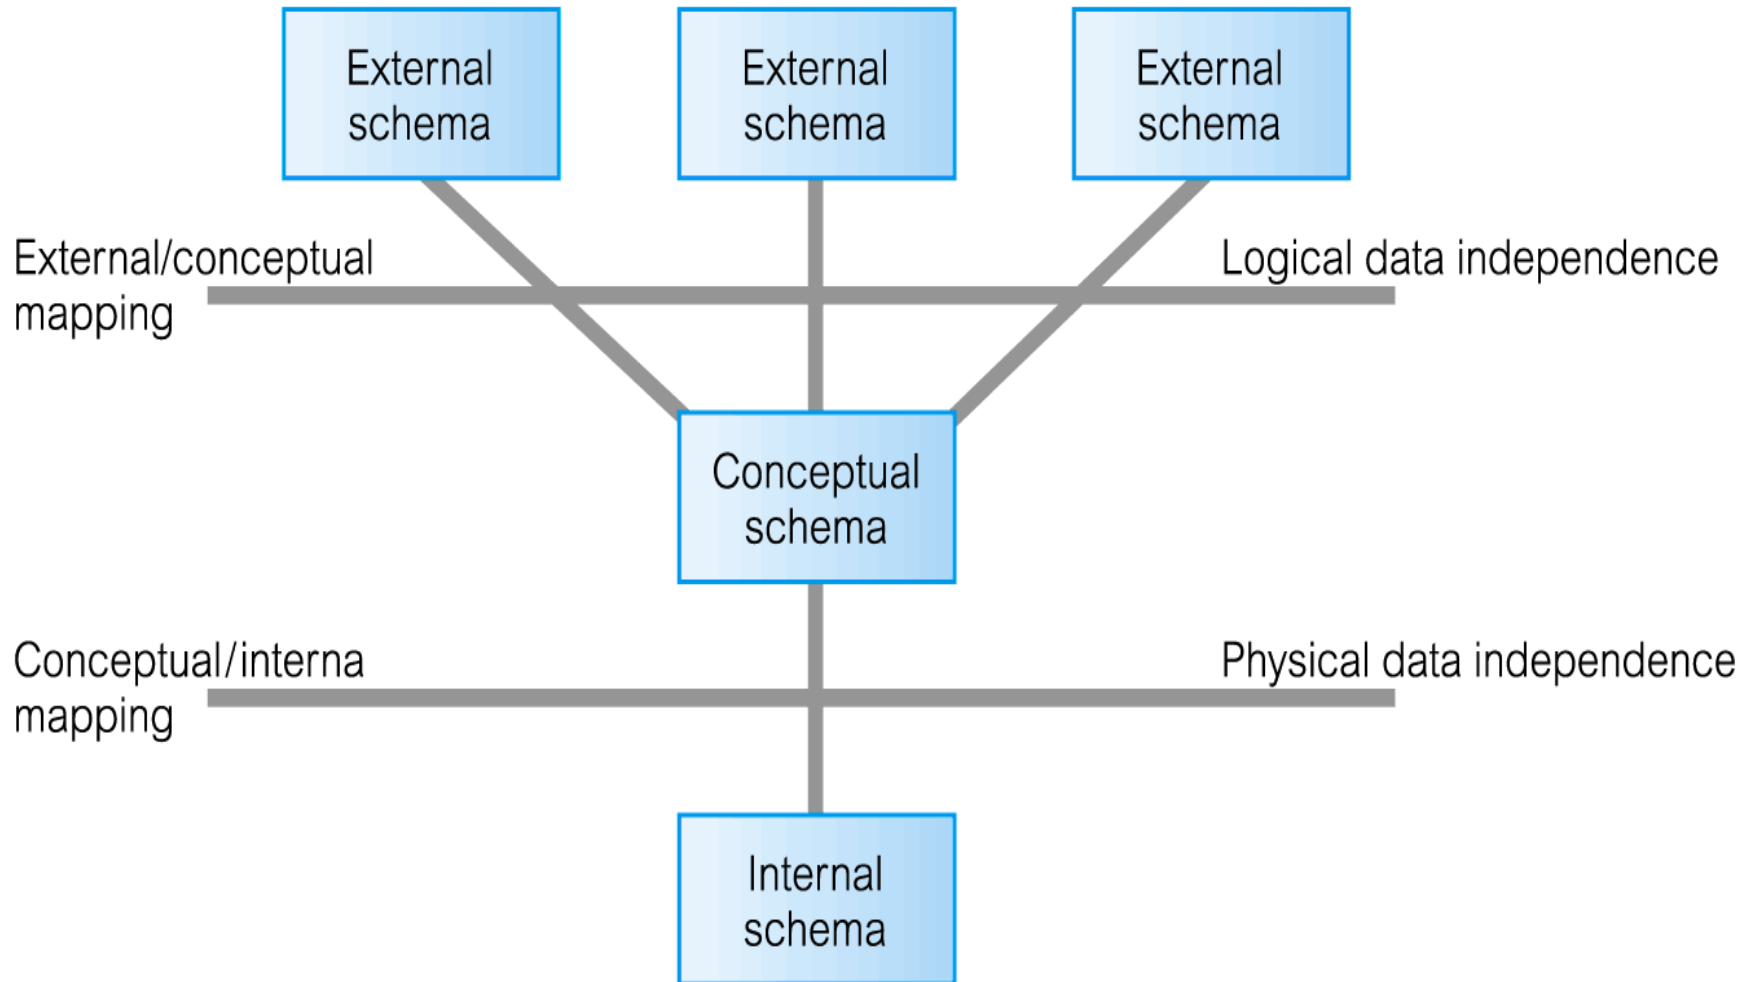 External
schema
External
schema
External
schema
External/conceptual
mapping
Logical data independence
Conceptual
schema
Conceptual/interna
mapping
Physical data independence
Internal
schema